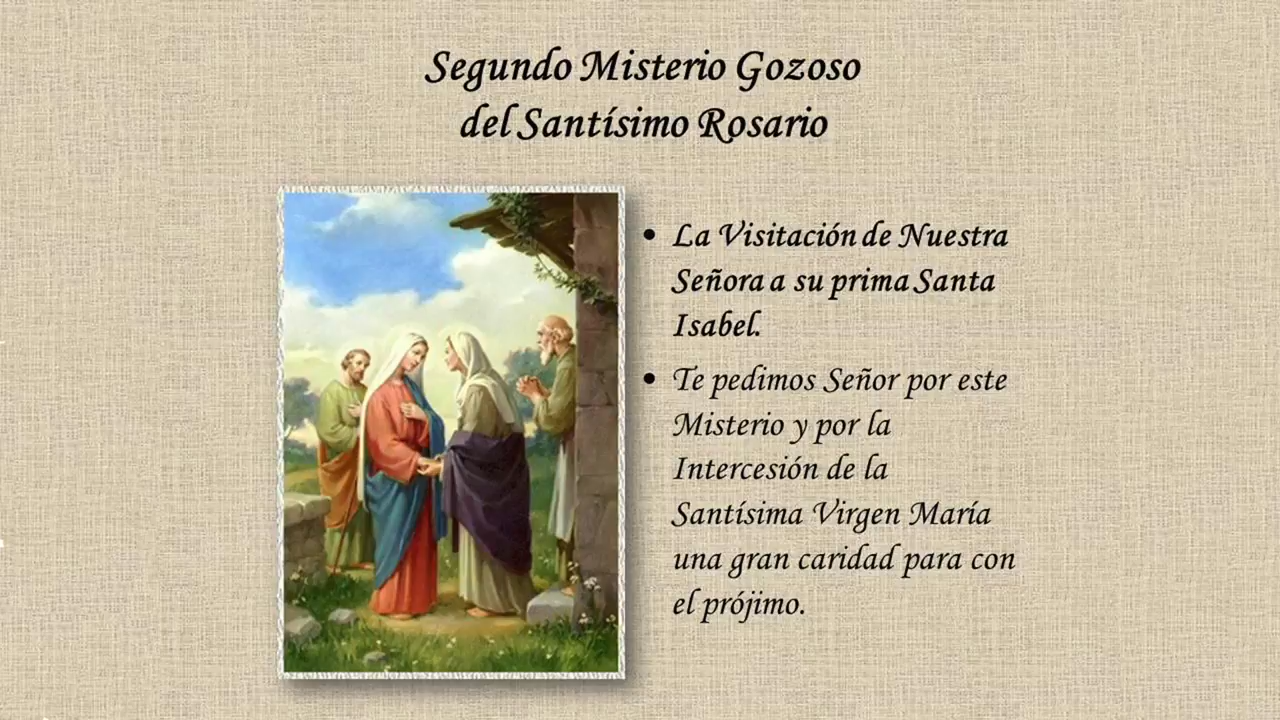 Segundo Misterio Gozoso
del Santísimo Rosario
• La Visitación de Nuestra
Señora a su prima Santa
Isabel.
• Te pedimos Señor por este
Misterio y por la
Intercesión de la
Santísima Virgen María
una gran caridad para con
el prójimo.